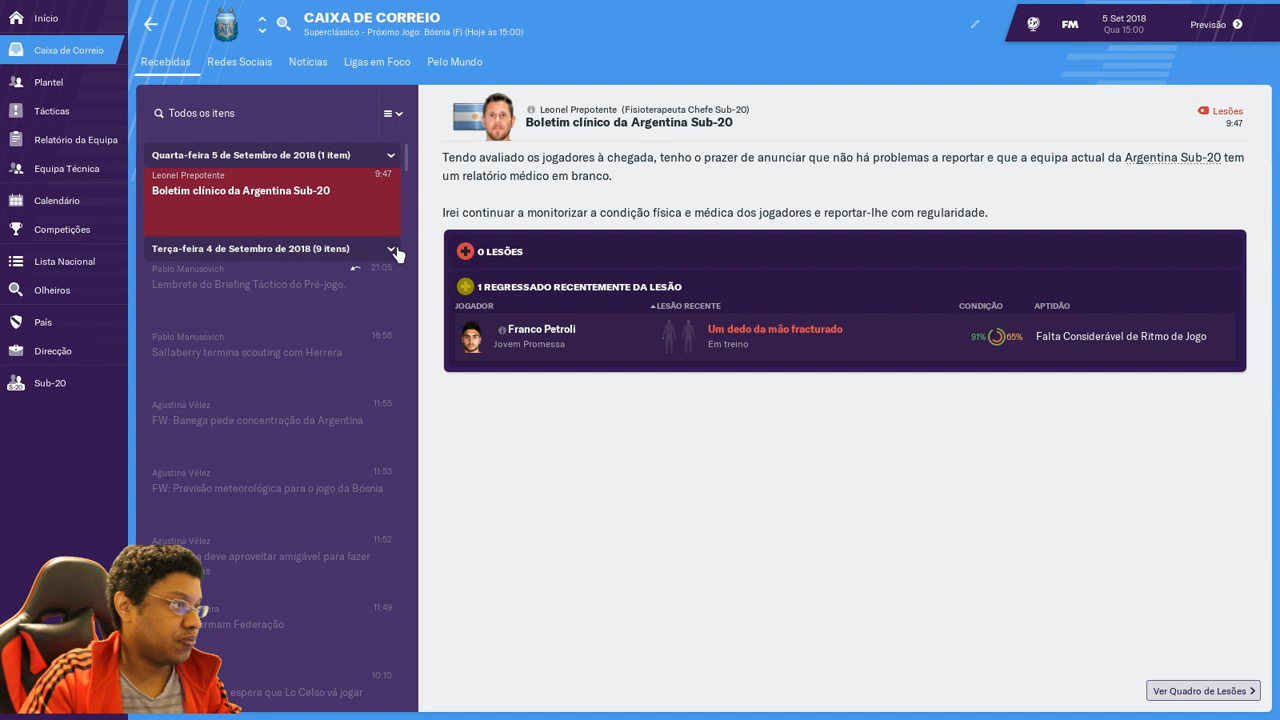 Início
Caixa de Correio
Plantel
Tácticas
Relatório da Equipa
Equipa Técnica
Calendário
Competições
Lista Nacional
Olheiros
País
Direcção
Sub-20
CAIXA DE CORREIO
Superclássico - Próximo Jogo: Bósnia (F) (Hoje às 15:00)
FM
5 Set 2018
Qua 15:00
Previsão
Recebidas
Redes Sociais
Notícias
Ligas em Foco
Pelo Mundo
Todos os itens
Quarta-feira 5 de Setembro de 2018 (1 item)
Leonel Prepotente 9:47
Boletim clínico da Argentina Sub-20
Terça-feira 4 de Setembro de 2018 (9 itens)
Pablo Manusovich 21:05
Lembrete do Briefing Táctico do Pré-jogo.
Pablo Manusovich 16:56
Sallaberry termina scouting com Herrera
Agustina Vélez 11:55
FW: Banega pede concentração da Argentina
Agustina Vélez 11:53
FW: Previsão meteorológica para o jogo da Bósnia
Agustina Vélez 11:52
deve aproveitar amigável para fazer
11:49
Federação
10:10
espera que Lo Celso vá jogar
Leonel Prepotente (Fisioterapeuta Chefe Sub-20)
Boletim clínico da Argentina Sub-20
Lesões
9:47
Tendo avaliado os jogadores à chegada, tenho o prazer de anunciar que não há problemas a reportar e que a equipa actual da Argentina Sub-20 tem
um relatório médico em branco.
Irei continuar a monitorizar a condição física e médica dos jogadores e reportar-lhe com regularidade.
0 LESÕES
1 REGRESSADO RECENTEMENTE DA LESÃO
JOGADOR LESÃO RECENTE CONDIÇÃO APTIDÃO
Franco Petroli
Jovem Promessa
Um dedo da mão fracturado
Em treino
91% 65%
Falta Considerável de Ritmo de Jogo
Ver Quadro de Lesões